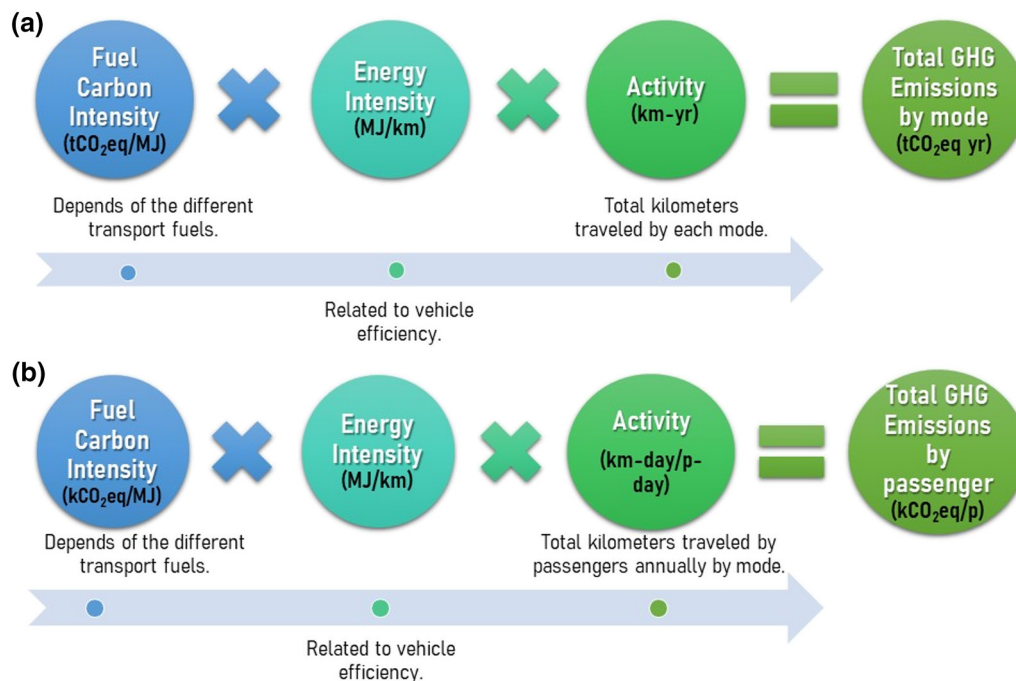 (a)
Fuel
Carbon
Intensity
(tCO₂eq/MJ)
Energy
Intensity
(MJ/km)
Activity
(km-yr)
Total GHG
Emissions
by mode
(tCO₂eq yr)
Depends of the different
transport fuels.
Total kilometers
traveled by each mode.
Related to vehicle
efficiency.
(b)
Fuel
Carbon
Intensity
(kCO₂eq/MJ)
Energy
Intensity
(MJ/km)
Activity
(km-day/p-
day)
Total GHG
Emissions
by
passenger
(kCO₂eq/p)
Depends of the different
transport fuels.
Total kilometers traveled by
passengers annually by mode.
Related to vehicle
efficiency.